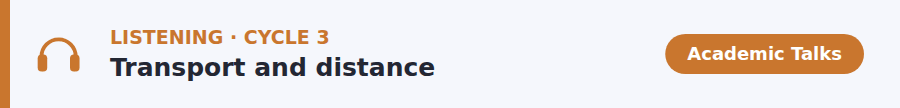 LISTENING · CYCLE 3
Transport and distance
Academic Talks